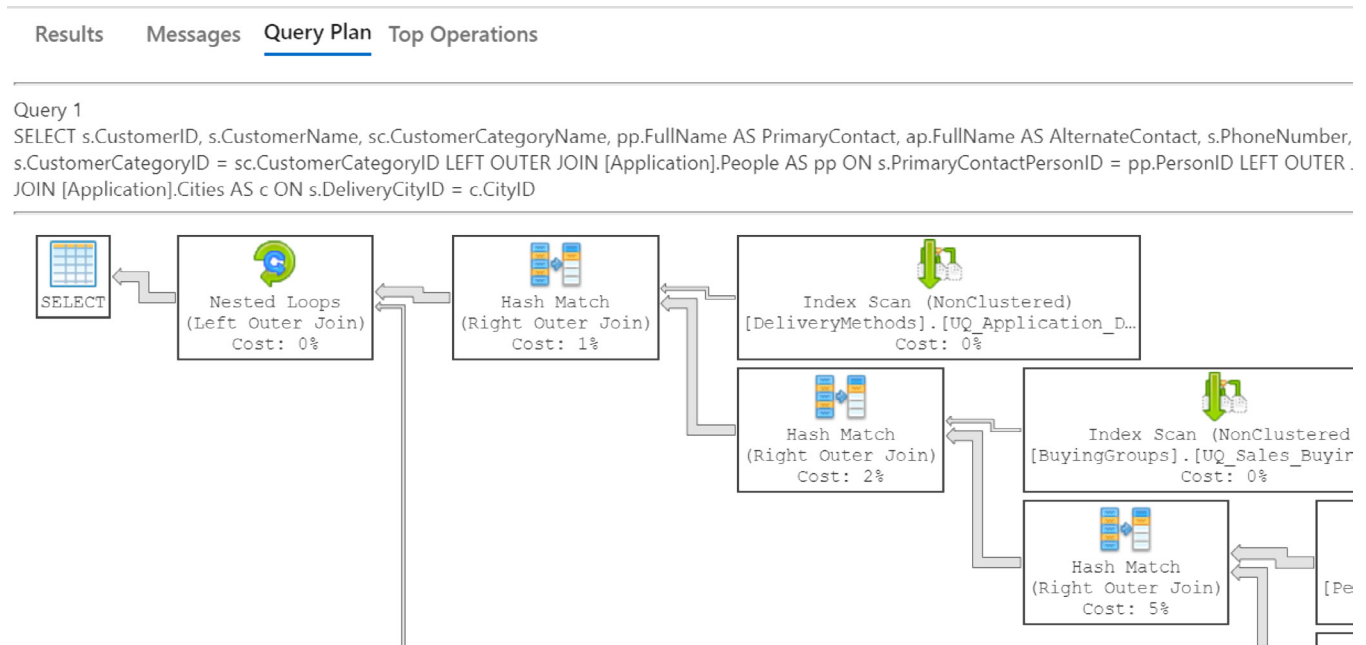 Results Messages Query Plan Top Operations
Query 1
SELECT s.CustomerID, s.CustomerName, sc.CustomerCategoryName, pp.FullName AS PrimaryContact, ap.FullName AS AlternateContact, s.PhoneNumber,
s.CustomerCategoryID = sc.CustomerCategoryID LEFT OUTER JOIN [Application].People AS pp ON s.PrimaryContactPersonID = pp.PersonID LEFT OUTER
JOIN [Application].Cities AS c ON s.DeliveryCityID = c.CityID
SELECT
Nested Loops
(Left Outer Join)
Cost: 0%
Hash Match
(Right Outer Join)
Cost: 1%
Index Scan (NonClustered)
[DeliveryMethods].[UQ_Application_D...
Cost: 0%
Hash Match
(Right Outer Join)
Cost: 2%
Index Scan (NonClustered
[BuyingGroups].[UQ_Sales_Buyin
Cost: 0%
Hash Match
(Right Outer Join)
Cost: 5%
[Pe